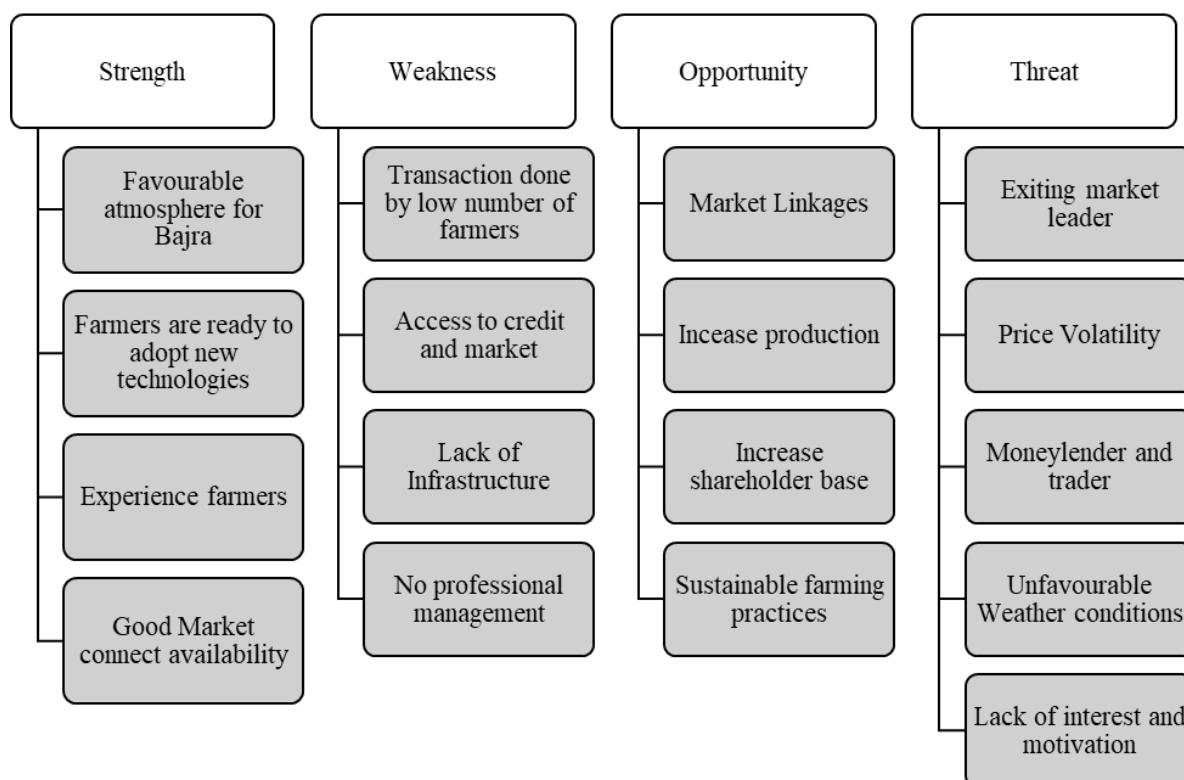 Strength
Favourable
atmosphere for
Bajra
Farmers are ready to
adopt new
technologies
Experience farmers
Good Market
connect availability
Weakness
Transaction done
by low number of
farmers
Access to credit
and market
Lack of
Infrastructure
No professional
management
Opportunity
Market Linkages
Incease production
Increase
shareholder base
Sustainable farming
practices
Threat
Exiting market
leader
Price Volatility
Moneylender and
trader
Unfavourable
Weather conditions
Lack of interest and
motivation